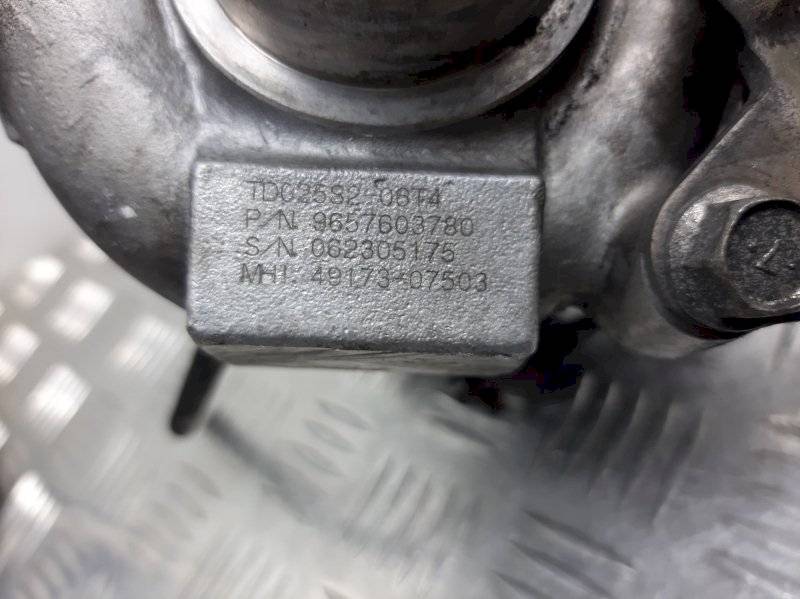 TD025S2-06T4
P/N. 9657603780
S/N. 062305175
MHI. 49173-07503